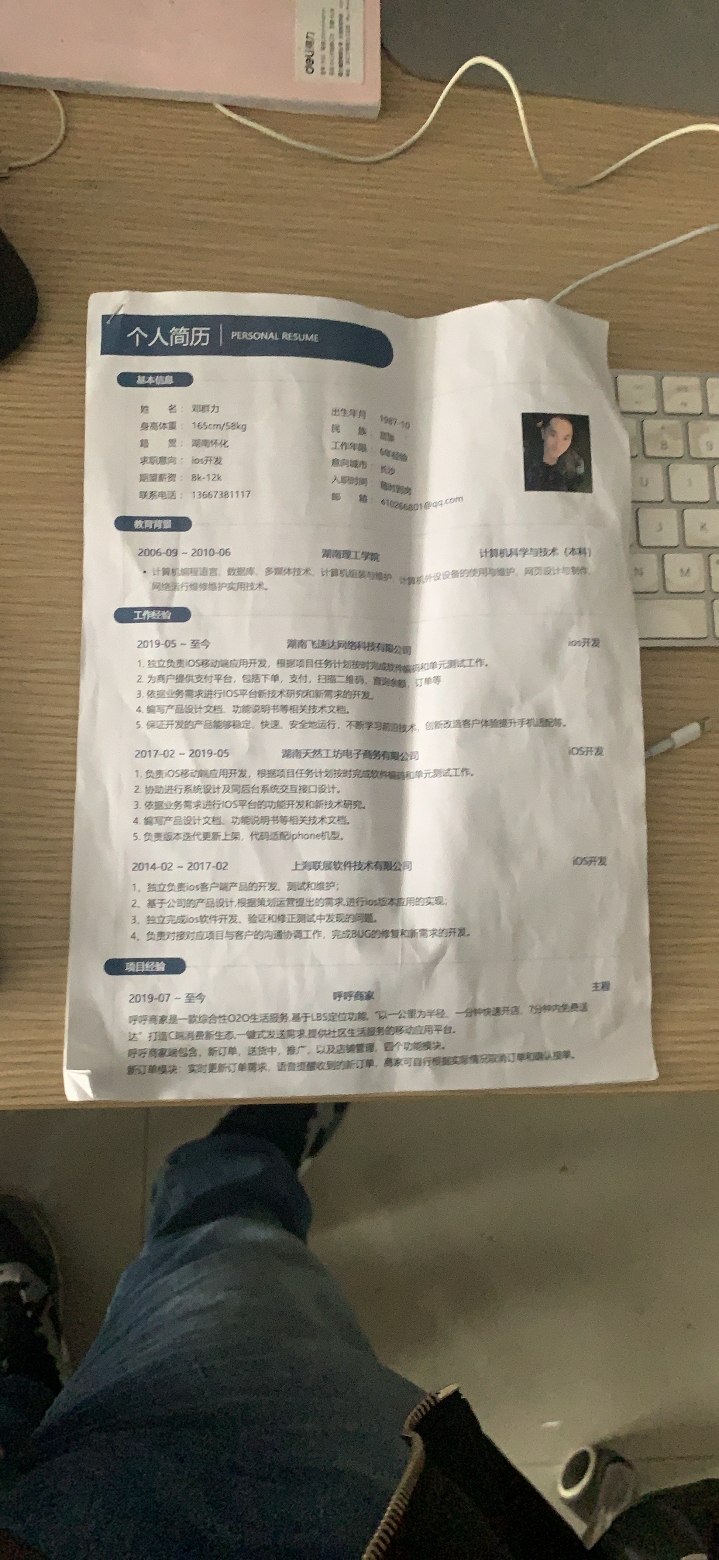 deli 得力
个人简历 PERSONAL RESUME
基本信息
姓 名： 邓群力 出生年月 1987-10
身高体重： 165cm/58kg 民 族：
籍 贯： 湖南怀化 工作年限： 6年经验
求职意向： ios开发 意向城市： 长沙
期望薪资： 8k-12k 入职时间： 随时到岗
联系电话： 13667381117 邮 箱： 410266801@qq.com
教育背景
2006-09 ~ 2010-06 湖南理工学院 计算机科学与技术（本科）
• 计算机编程语言、数据库、多媒体技术、计算机组装与维护、计算机外设设备的使用与维护、网页设计与制作、
网络运行维修维护实用技术。
工作经验
2019-05 ~ 至今 湖南飞速达网络科技有限公司 ios开发
1. 独立负责iOS移动端应用开发，根据项目任务计划按时完成软件编码和单元测试工作。
2. 为商户提供支付平台，包括下单，支付，扫描二维码，查询余额，订单等
3. 依据业务需求进行IOS平台新技术研究和新需求的开发。
4. 编写产品设计文档、功能说明书等相关技术文档。
5. 保证开发的产品能够稳定、快速、安全地运行，不断学习前沿技术，创新改造客户体验提升手机适配等。
2017-02 ~ 2019-05 湖南天然工坊电子商务有限公司 iOS开发
1. 负责iOS移动端应用开发，根据项目任务计划按时完成软件编码和单元测试工作。
2. 协助进行系统设计及同后台系统交互接口设计。
3. 依据业务需求进行IOS平台的功能开发和新技术研究。
4. 编写产品设计文档、功能说明书等相关技术文档。
5. 负责版本迭代更新上架，代码适配iphone机型。
2014-02 ~ 2017-02 上海联展软件技术有限公司 iOS开发
1、独立负责ios客户端产品的开发、测试和维护；
2、基于公司的产品设计,根据策划运营提出的需求,进行ios版本应用的实现；
3、独立完成ios软件开发、验证和修正测试中发现的问题。
4、负责对接对应项目与客户的沟通协调工作，完成BUG的修复和新需求的开发。
项目经验
2019-07 ~ 至今 呼呼商家 主程
呼呼商家是一款综合性O2O生活服务,基于LBS定位功能，“以一公里为半径，一分钟快速开店，7分钟内免费送
达”打造C端消费新生态,一键式发送需求,提供社区生活服务的移动应用平台。
呼呼商家端包含，新订单，送货中，推广，以及店铺管理，四个功能模块。
新订单模块：实时更新订单需求，语音提醒收到的新订单，商家可自行根据实际情况取消订单和确认接单。
U I
J K
N M